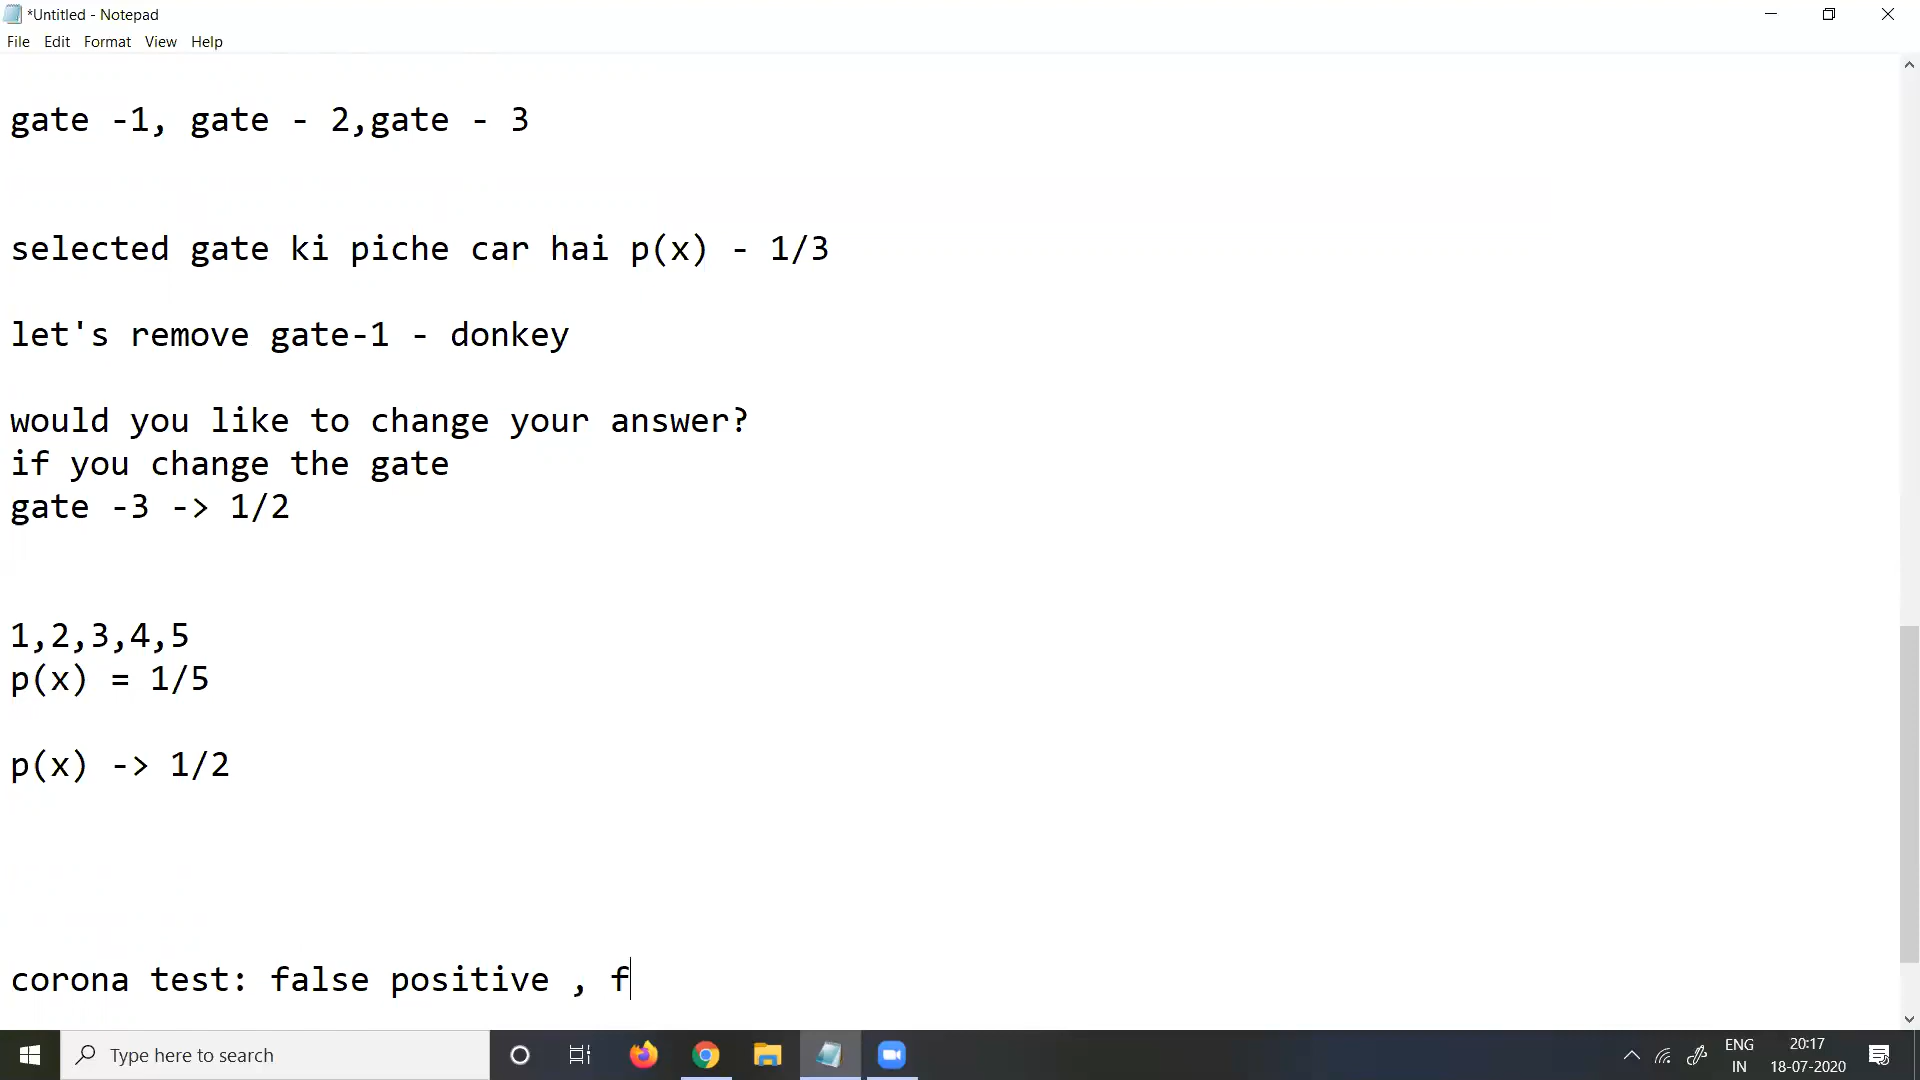 *Untitled - Notepad
File Edit Format View Help
gate -1, gate - 2,gate - 3
selected gate ki piche car hai p(x) - 1/3
let's remove gate-1 - donkey
would you like to change your answer?
if you change the gate
gate -3 -> 1/2
1,2,3,4,5
p(x) = 1/5
p(x) -> 1/2
corona test: false positive , f
Type here to search
ENG
IN
20:17
18-07-2020